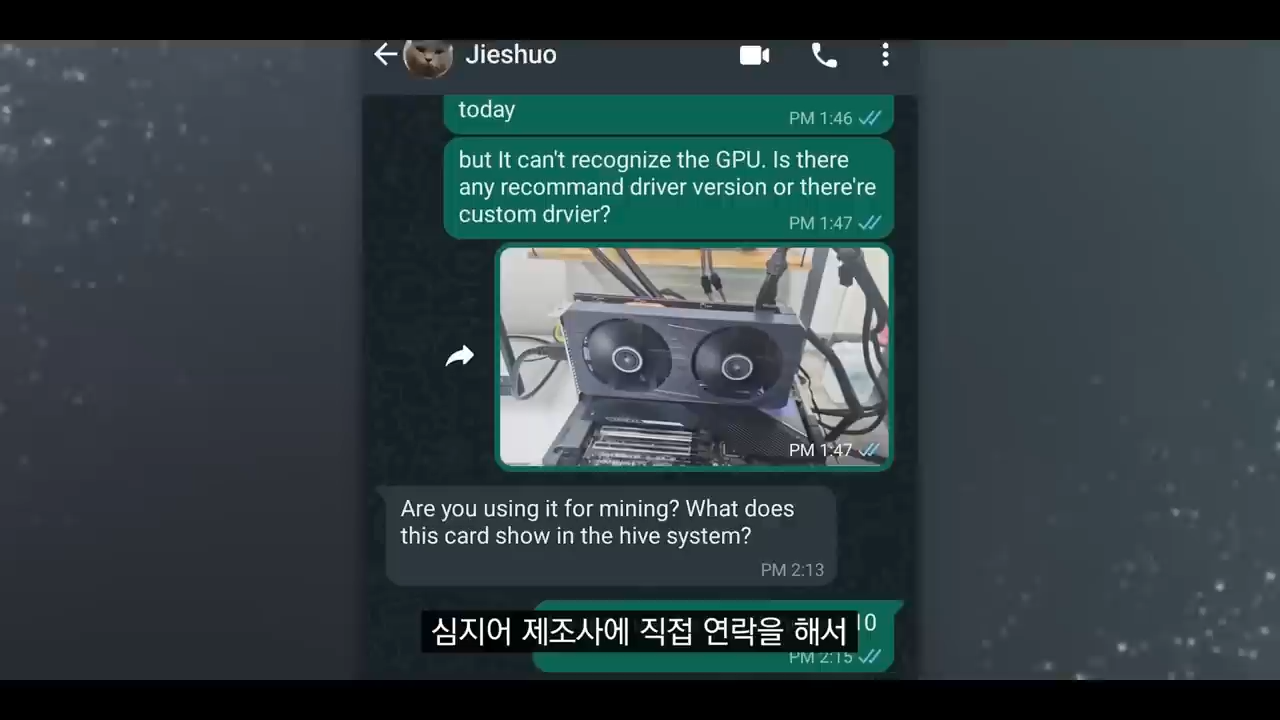 Jieshuo
today
PM 1:46
but It can't recognize the GPU. Is there
any recommand driver version or there're
custom drvier?
PM 1:47
PM 1:47
Are you using it for mining? What does
this card show in the hive system?
PM 2:13
10
심지어 제조사에 직접 연락을 해서
PM 2:15